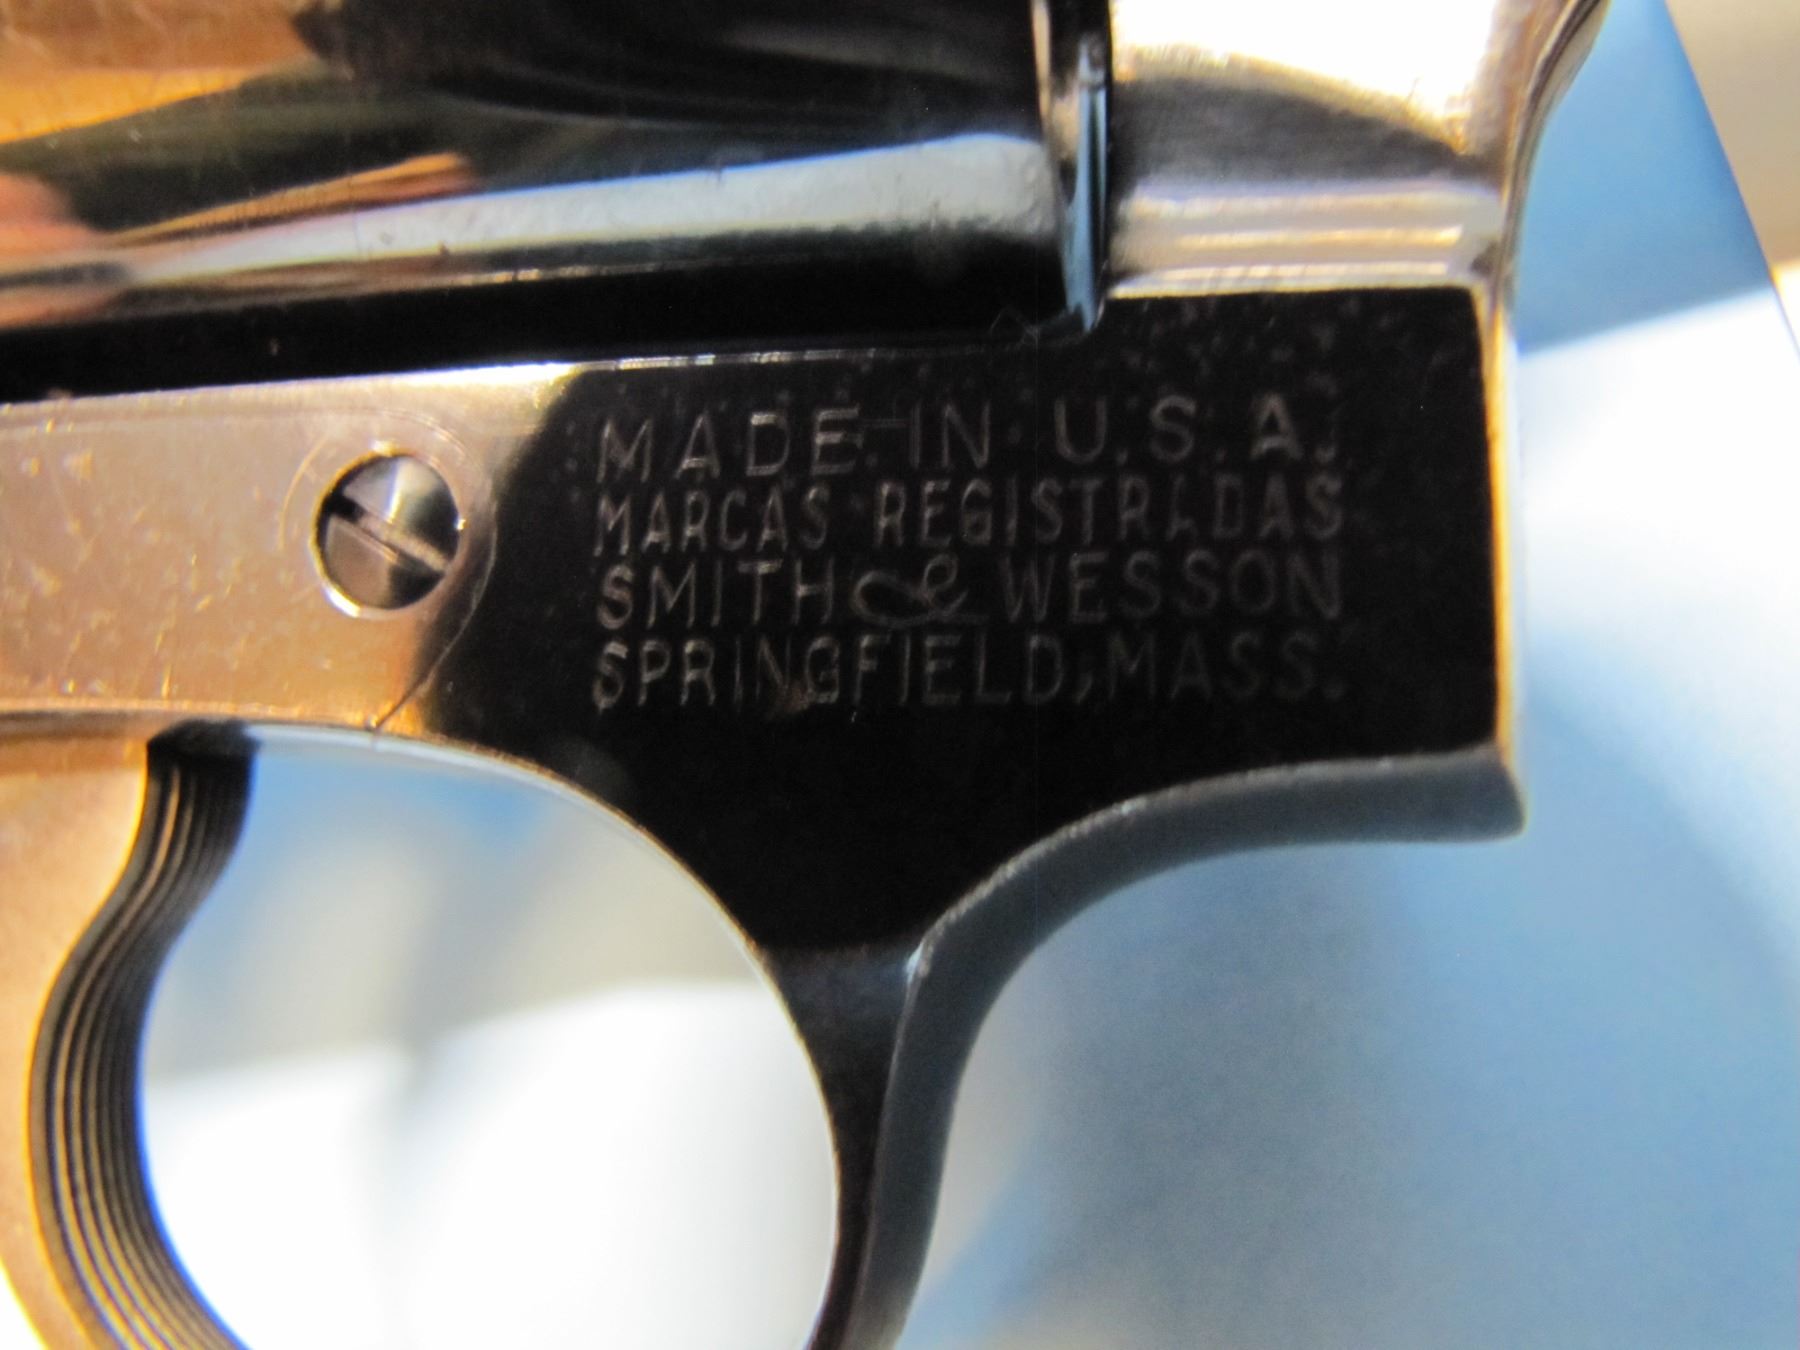 MADE IN U.S.A.
MARCAS REGISTRADAS
SMITH & WESSON
SPRINGFIELD, MASS.